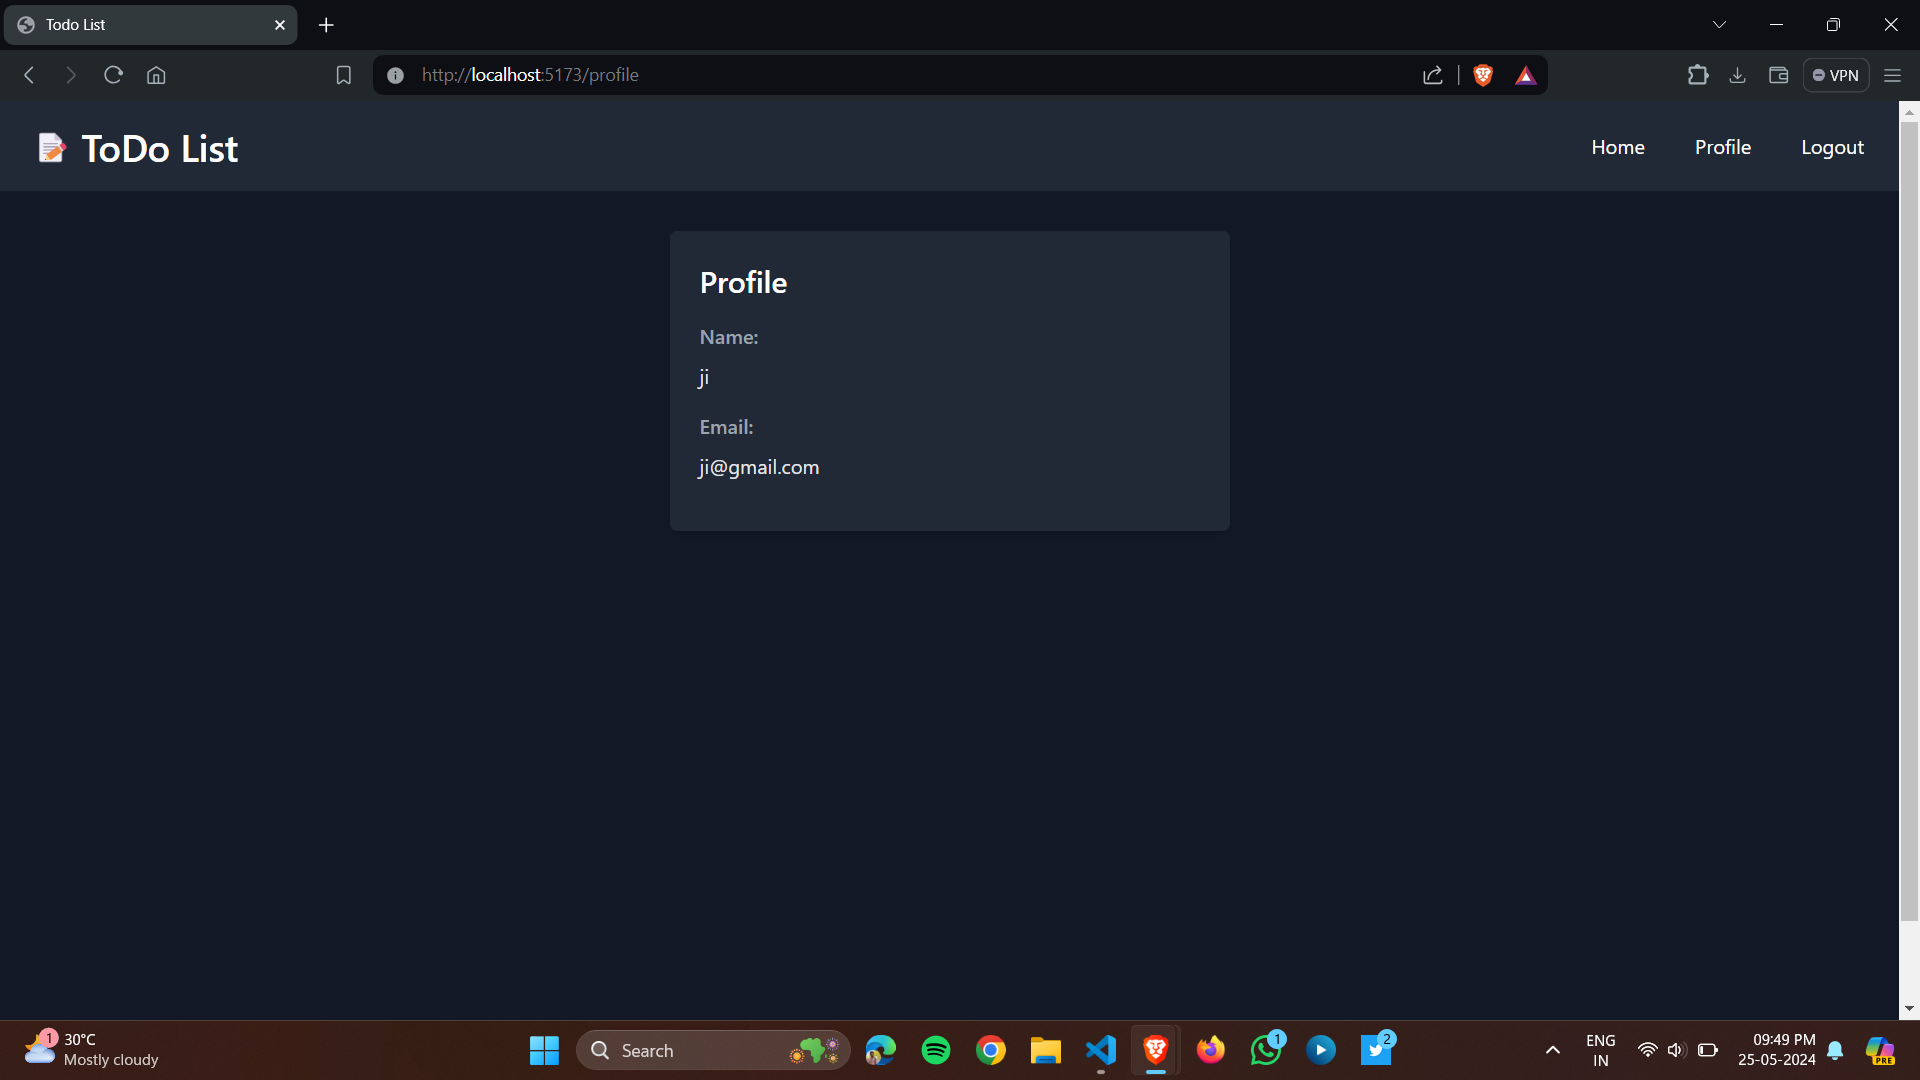 Todo List
http://localhost:5173/profile
VPN
ToDo List
Home
Profile
Logout
Profile
Name:
ji
Email:
ji@gmail.com
1
30°C
Mostly cloudy
Search
1
2
ENG
IN
09:49 PM
25-05-2024
PRE